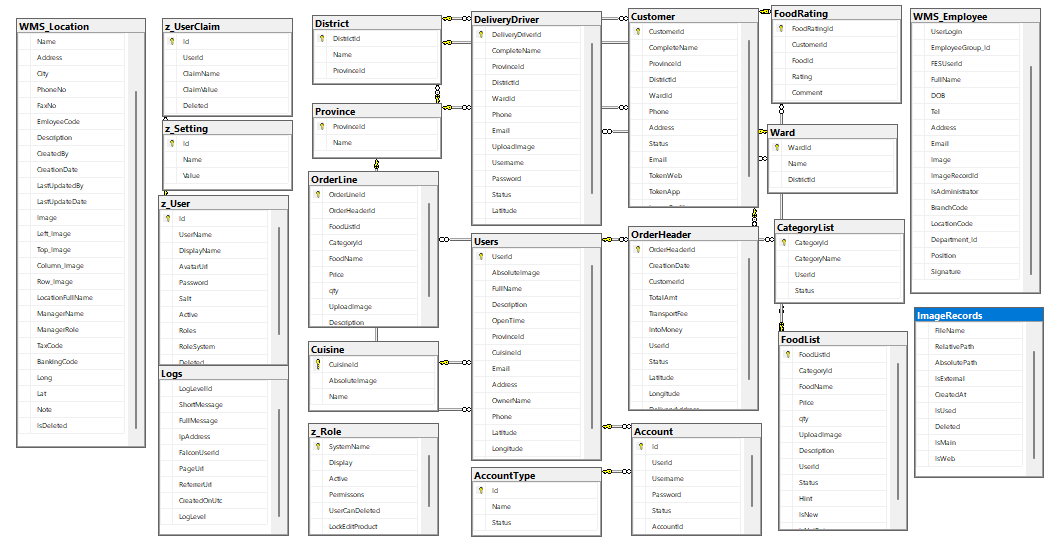 WMS_Location
Name
Address
City
PhoneNo
FaxNo
EmloyeeCode
Description
CreatedBy
CreationDate
LastUpdatedBy
LastUpdateDate
Image
Left_Image
Top_Image
Column_Image
Row_Image
LocationFullName
ManagerName
ManagerRole
TaxCode
BankingCode
Long
Lat
Note
IsDeleted
z_UserClaim
Id
UserId
ClaimName
ClaimValue
Deleted
z_Setting
Id
Name
Value
z_User
Id
UserName
DisplayName
AvatarUrl
Password
Salt
Active
Roles
RoleSystem
Deleted
Logs
LogLevelId
ShortMessage
FullMessage
IpAddress
FalconUserId
PageUrl
ReferrerUrl
CreatedOnUtc
LogLevel
District
DistrictId
Name
ProvinceId
Province
ProvinceId
Name
OrderLine
OrderLineId
OrderHeaderId
FoodListId
CategoryId
FoodName
Price
qty
UploadImage
Description
Cuisine
CuisineId
AbsoluteImage
Name
z_Role
SystemName
Display
Active
Permissons
UserCanDeleted
LockEditProduct
DeliveryDriver
DeliveryDriverId
CompleteName
ProvinceId
DistrictId
WardId
Phone
Email
UploadImage
Username
Password
Status
Latitude
Users
UserId
AbsoluteImage
FullName
Description
OpenTime
ProvinceId
CuisineId
Email
Address
OwnerName
Phone
Latitude
Longitude
AccountType
Id
Name
Status
Customer
CustomerId
CompleteName
ProvinceId
DistrictId
WardId
Phone
Address
Status
Email
TokenWeb
TokenApp
OrderHeader
OrderHeaderId
CreationDate
CustomerId
TotalAmt
TransportFee
IntoMoney
UserId
Status
Latitude
Longitude
DeliveryAddress
Account
Id
UserId
Username
Password
Status
AccountId
FoodRating
FoodRatingId
CustomerId
FoodId
Rating
Comment
Ward
WardId
Name
DistrictId
CategoryList
CategoryId
CategoryName
UserId
Status
FoodList
FoodListId
CategoryId
FoodName
Price
qty
UploadImage
Description
UserId
Status
Hint
IsNew
WMS_Employee
UserLogin
EmployeeGroup_Id
FESUserId
FullName
DOB
Tel
Address
Email
Image
ImageRecordId
IsAdministrator
BranchCode
LocationCode
Department_Id
Position
Signature
ImageRecords
FileName
RelativePath
AbsolutePath
IsExternal
CreatedAt
IsUsed
Deleted
IsMain
IsWeb